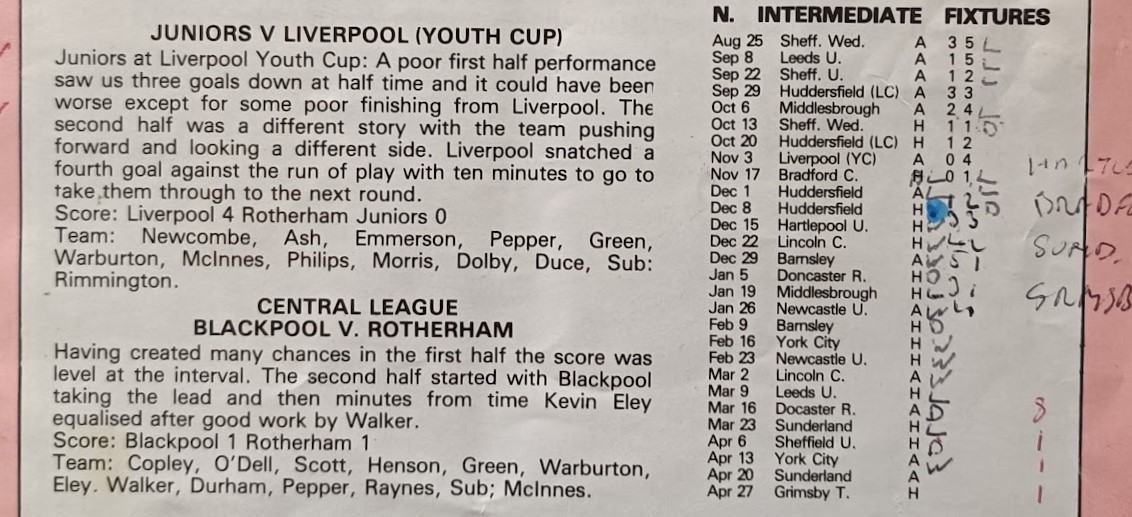 JUNIORS V LIVERPOOL (YOUTH CUP)
Juniors at Liverpool Youth Cup: A poor first half performance
saw us three goals down at half time and it could have been
worse except for some poor finishing from Liverpool. The
second half was a different story with the team pushing
forward and looking a different side. Liverpool snatched a
fourth goal against the run of play with ten minutes to go to
take them through to the next round.
Score: Liverpool 4 Rotherham Juniors 0
Team: Newcombe, Ash, Emmerson, Pepper, Green,
Warburton, McInnes, Philips, Morris, Dolby, Duce, Sub:
Rimmington.
CENTRAL LEAGUE
BLACKPOOL V. ROTHERHAM
Having created many chances in the first half the score was
level at the interval. The second half started with Blackpool
taking the lead and then minutes from time Kevin Eley
equalised after good work by Walker.
Score: Blackpool 1 Rotherham 1
Team: Copley, O'Dell, Scott, Henson, Green, Warburton,
Eley. Walker, Durham, Pepper, Raynes, Sub; McInnes.
N. INTERMEDIATE FIXTURES
Aug 25 Sheff. Wed. A 3 5 L
Sep 8 Leeds U. A 1 5 L
Sep 22 Sheff. U. A 1 2 L
Sep 29 Huddersfield (LC) A 3 3
Oct 6 Middlesbrough A 2 4 L
Oct 13 Sheff. Wed. H 1 1 D
Oct 20 Huddersfield (LC) H 1 2
Nov 3 Liverpool (YC) A 0 4
Nov 17 Bradford C. L 0 1 L
Dec 1 Huddersfield A
Dec 8 Huddersfield H D
Dec 15 Hartlepool U. H
Dec 22 Lincoln C. H W
Dec 29 Barnsley A W 5 1
Jan 5 Doncaster R. H D
Jan 19 Middlesbrough H L
Jan 26 Newcastle U. A W
Feb 9 Barnsley H D
Feb 16 York City H W
Feb 23 Newcastle U. H W
Mar 2 Lincoln C. A W
Mar 9 Leeds U. H L
Mar 16 Docaster R. A D
Mar 23 Sunderland H
Apr 6 Sheffield U. H D
Apr 13 York City A W
Apr 20 Sunderland A
Apr 27 Grimsby T. H
SUND.
8
1
1
1